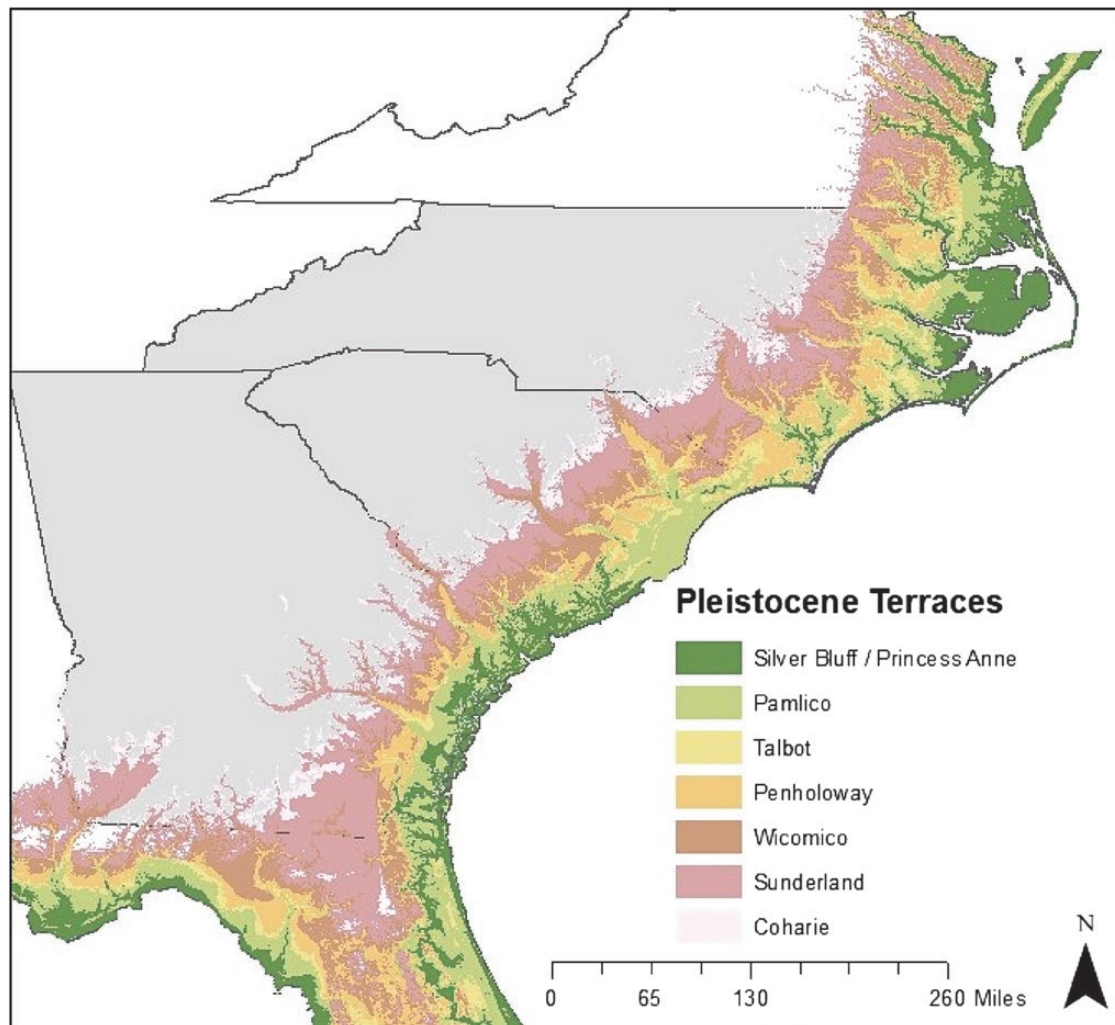 Pleistocene Terraces
Silver Bluff / Princess Anne
Pamlico
Talbot
Penholoway
Wicomico
Sunderland
Coharie
N
0 65 130 260 Miles